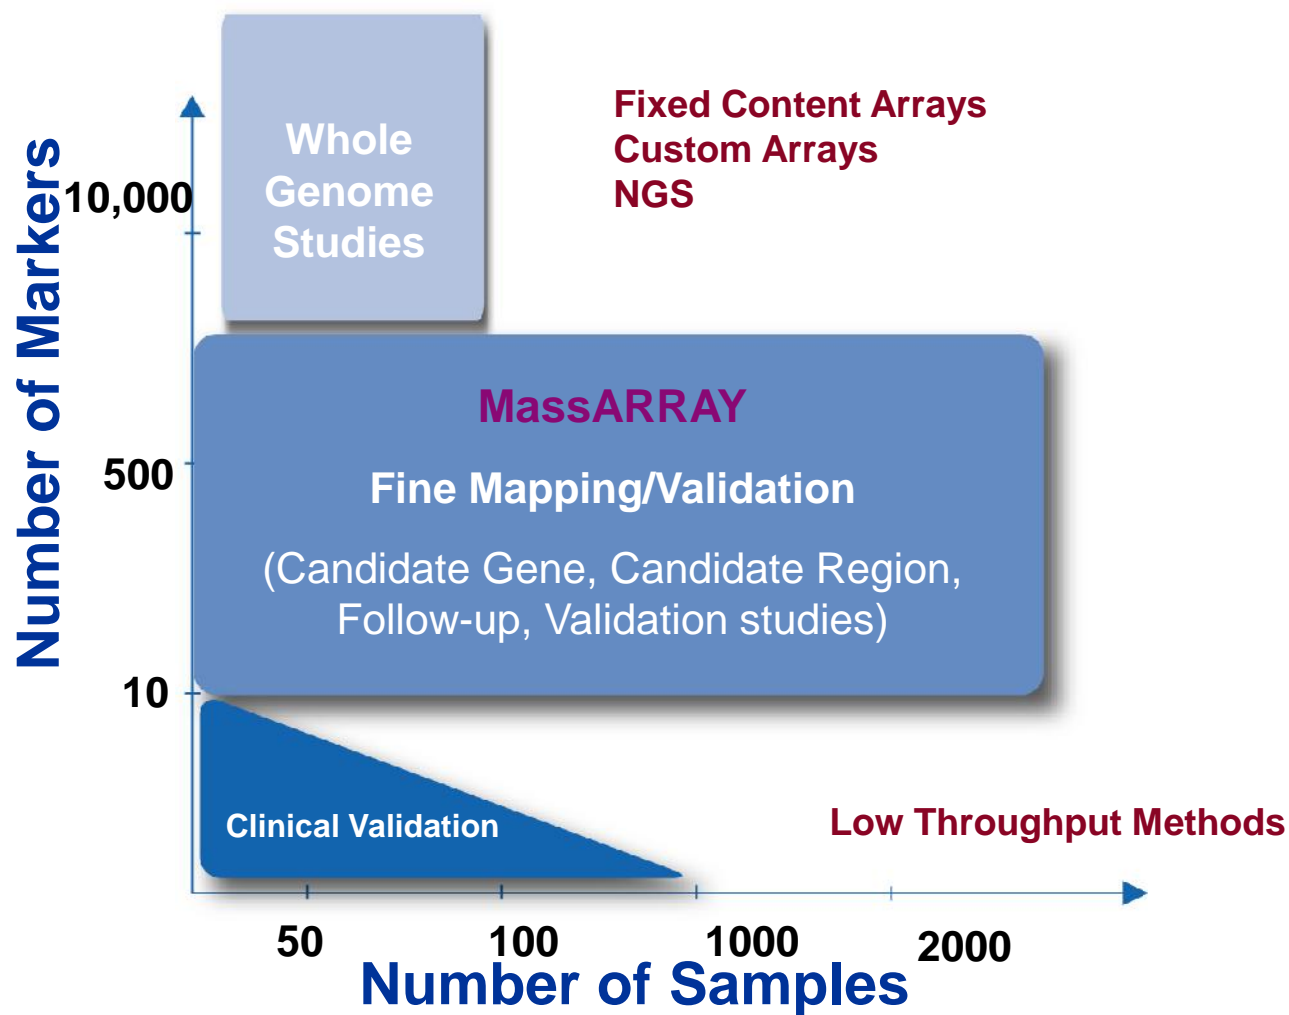 Whole
Genome
Studies
Fixed Content Arrays
Custom Arrays
NGS
Number of Markers
10,000
500
10
MassARRAY
Fine Mapping/Validation
(Candidate Gene, Candidate Region,
Follow-up, Validation studies)
Clinical Validation
Low Throughput Methods
50
100
1000
2000
Number of Samples